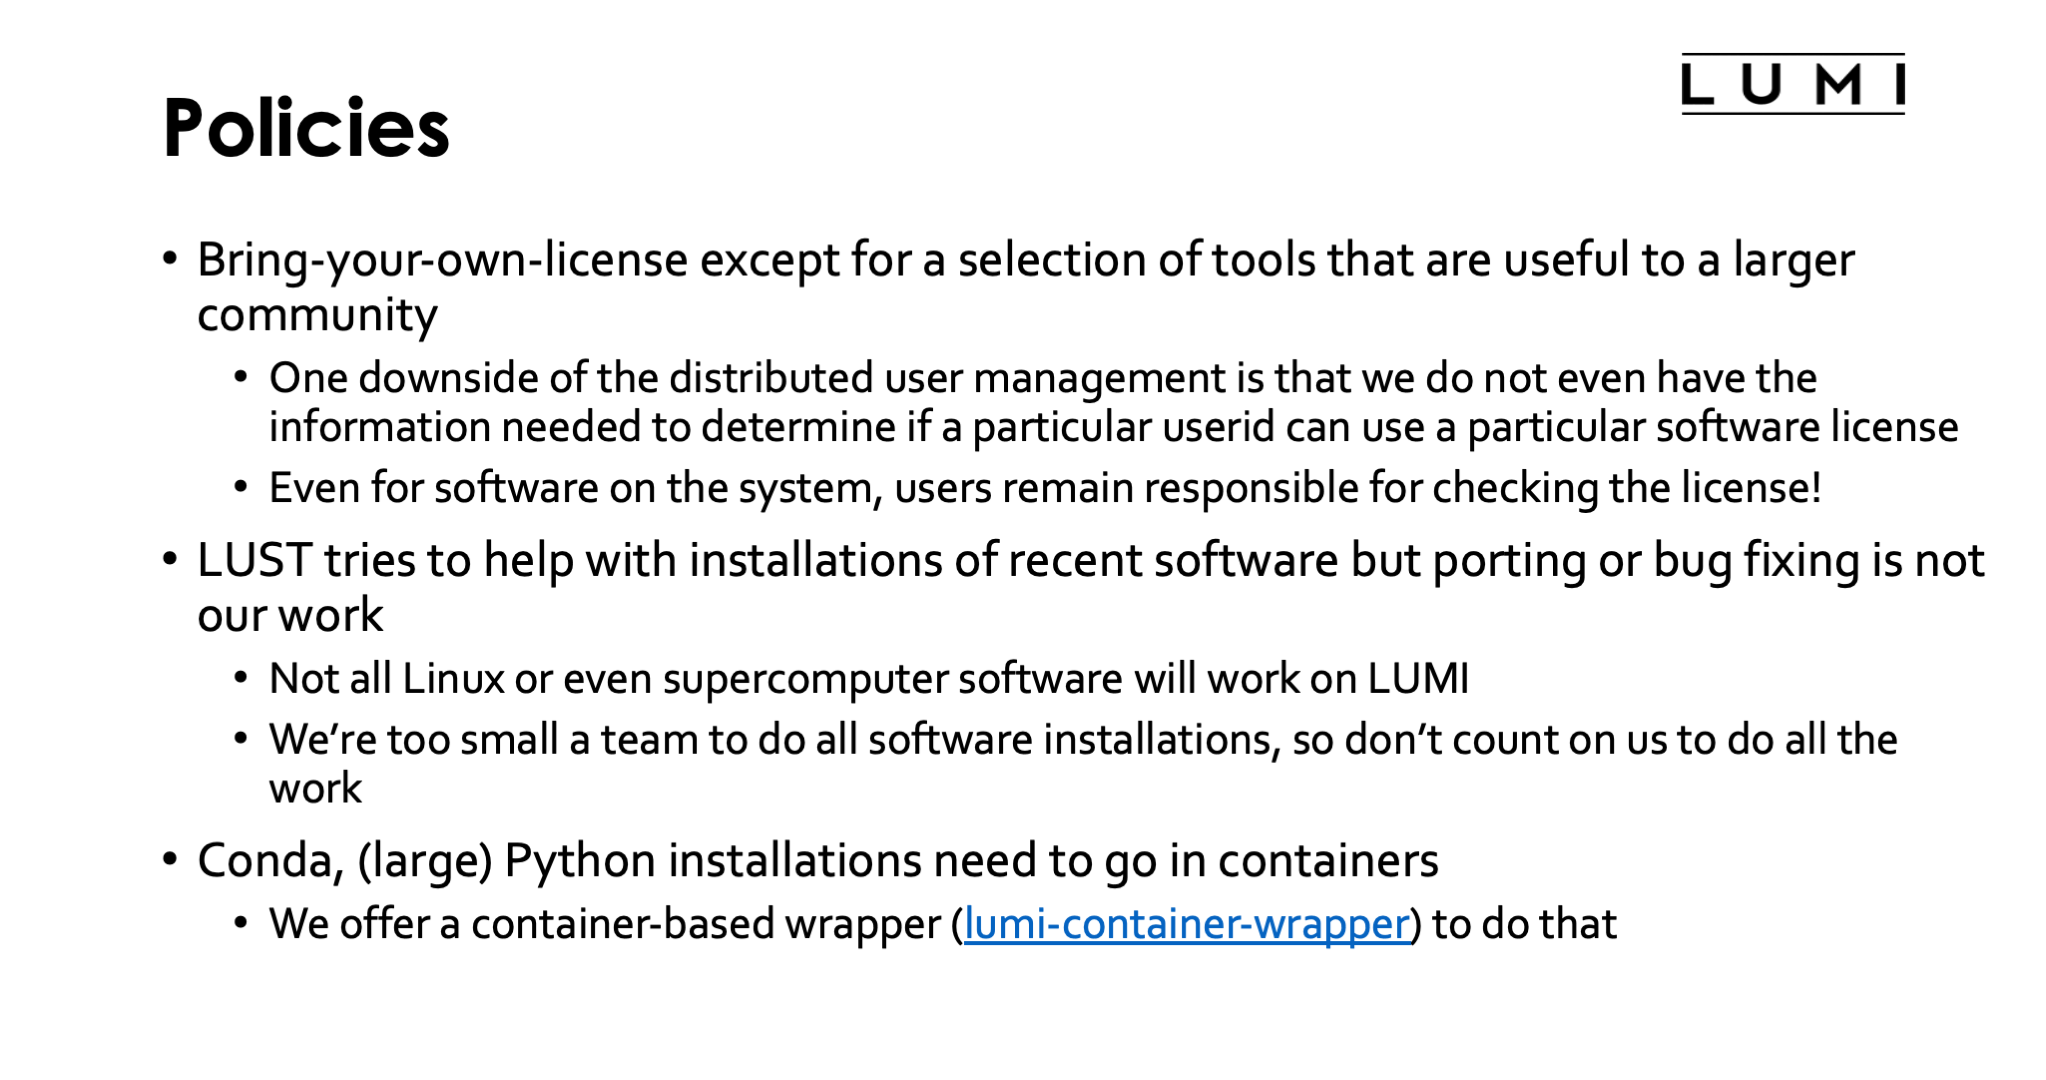 LUMI
Policies
• Bring-your-own-license except for a selection of tools that are useful to a larger
community
• One downside of the distributed user management is that we do not even have the
information needed to determine if a particular userid can use a particular software license
• Even for software on the system, users remain responsible for checking the license!
• LUST tries to help with installations of recent software but porting or bug fixing is not
our work
• Not all Linux or even supercomputer software will work on LUMI
• We’re too small a team to do all software installations, so don’t count on us to do all the
work
• Conda, (large) Python installations need to go in containers
• We offer a container-based wrapper (lumi-container-wrapper) to do that